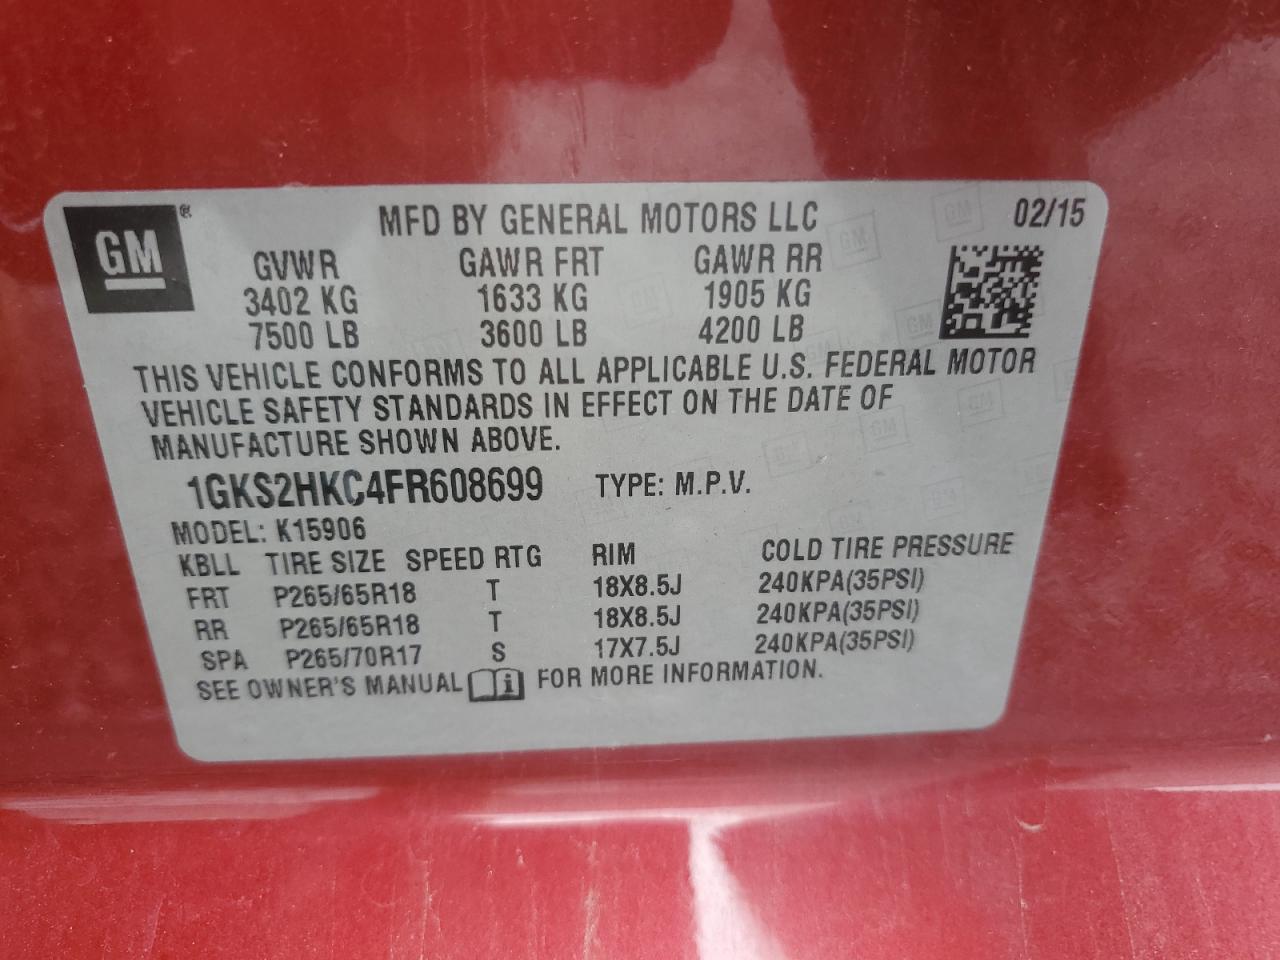 GM®
MFD BY GENERAL MOTORS LLC 02/15
GVWR GAWR FRT GAWR RR
3402 KG 1633 KG 1905 KG
7500 LB 3600 LB 4200 LB
THIS VEHICLE CONFORMS TO ALL APPLICABLE U.S. FEDERAL MOTOR
VEHICLE SAFETY STANDARDS IN EFFECT ON THE DATE OF
MANUFACTURE SHOWN ABOVE.
1GKS2HKC4FR608699 TYPE: M.P.V.
MODEL: K15906
KBLL TIRE SIZE SPEED RTG RIM COLD TIRE PRESSURE
FRT P265/65R18 T 18X8.5J 240KPA(35PSI)
RR P265/65R18 T 18X8.5J 240KPA(35PSI)
SPA P265/70R17 S 17X7.5J 240KPA(35PSI)
SEE OWNER'S MANUAL i FOR MORE INFORMATION.